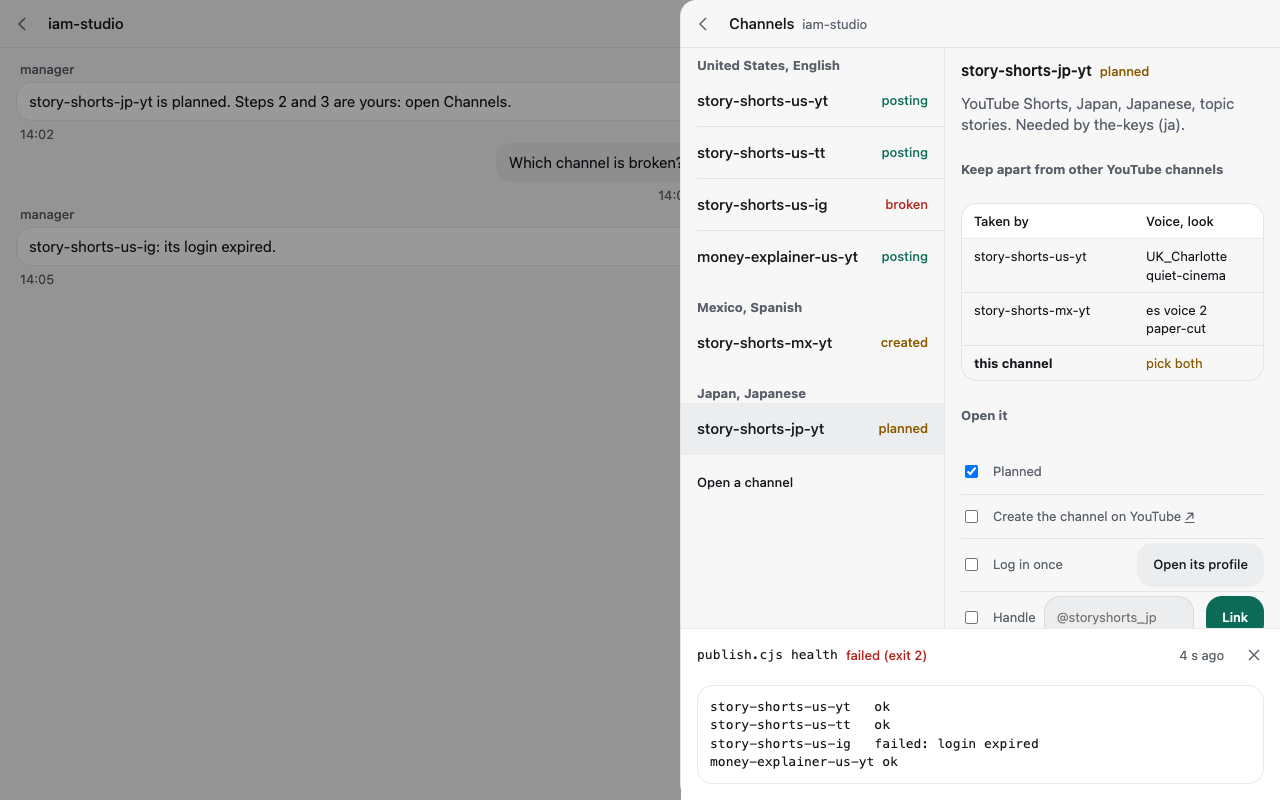 iam-studio
manager
story-shorts-jp-yt is planned. Steps 2 and 3 are yours: open Channels.
14:02
Which channel is broken?
14:0
manager
story-shorts-us-ig: its login expired.
14:05
Channels iam-studio
United States, English
story-shorts-us-yt posting
story-shorts-us-tt posting
story-shorts-us-ig broken
money-explainer-us-yt posting
Mexico, Spanish
story-shorts-mx-yt created
Japan, Japanese
story-shorts-jp-yt planned
Open a channel
story-shorts-jp-yt planned
YouTube Shorts, Japan, Japanese, topic
stories. Needed by the-keys (ja).
Keep apart from other YouTube channels
Taken by Voice, look
story-shorts-us-yt UK_Charlotte
quiet-cinema
story-shorts-mx-yt es voice 2
paper-cut
this channel pick both
Open it
Planned
Create the channel on YouTube ↗
Log in once Open its profile
Handle @storyshorts_jp Link
publish.cjs health failed (exit 2) 4 s ago
story-shorts-us-yt ok
story-shorts-us-tt ok
story-shorts-us-ig failed: login expired
money-explainer-us-yt ok